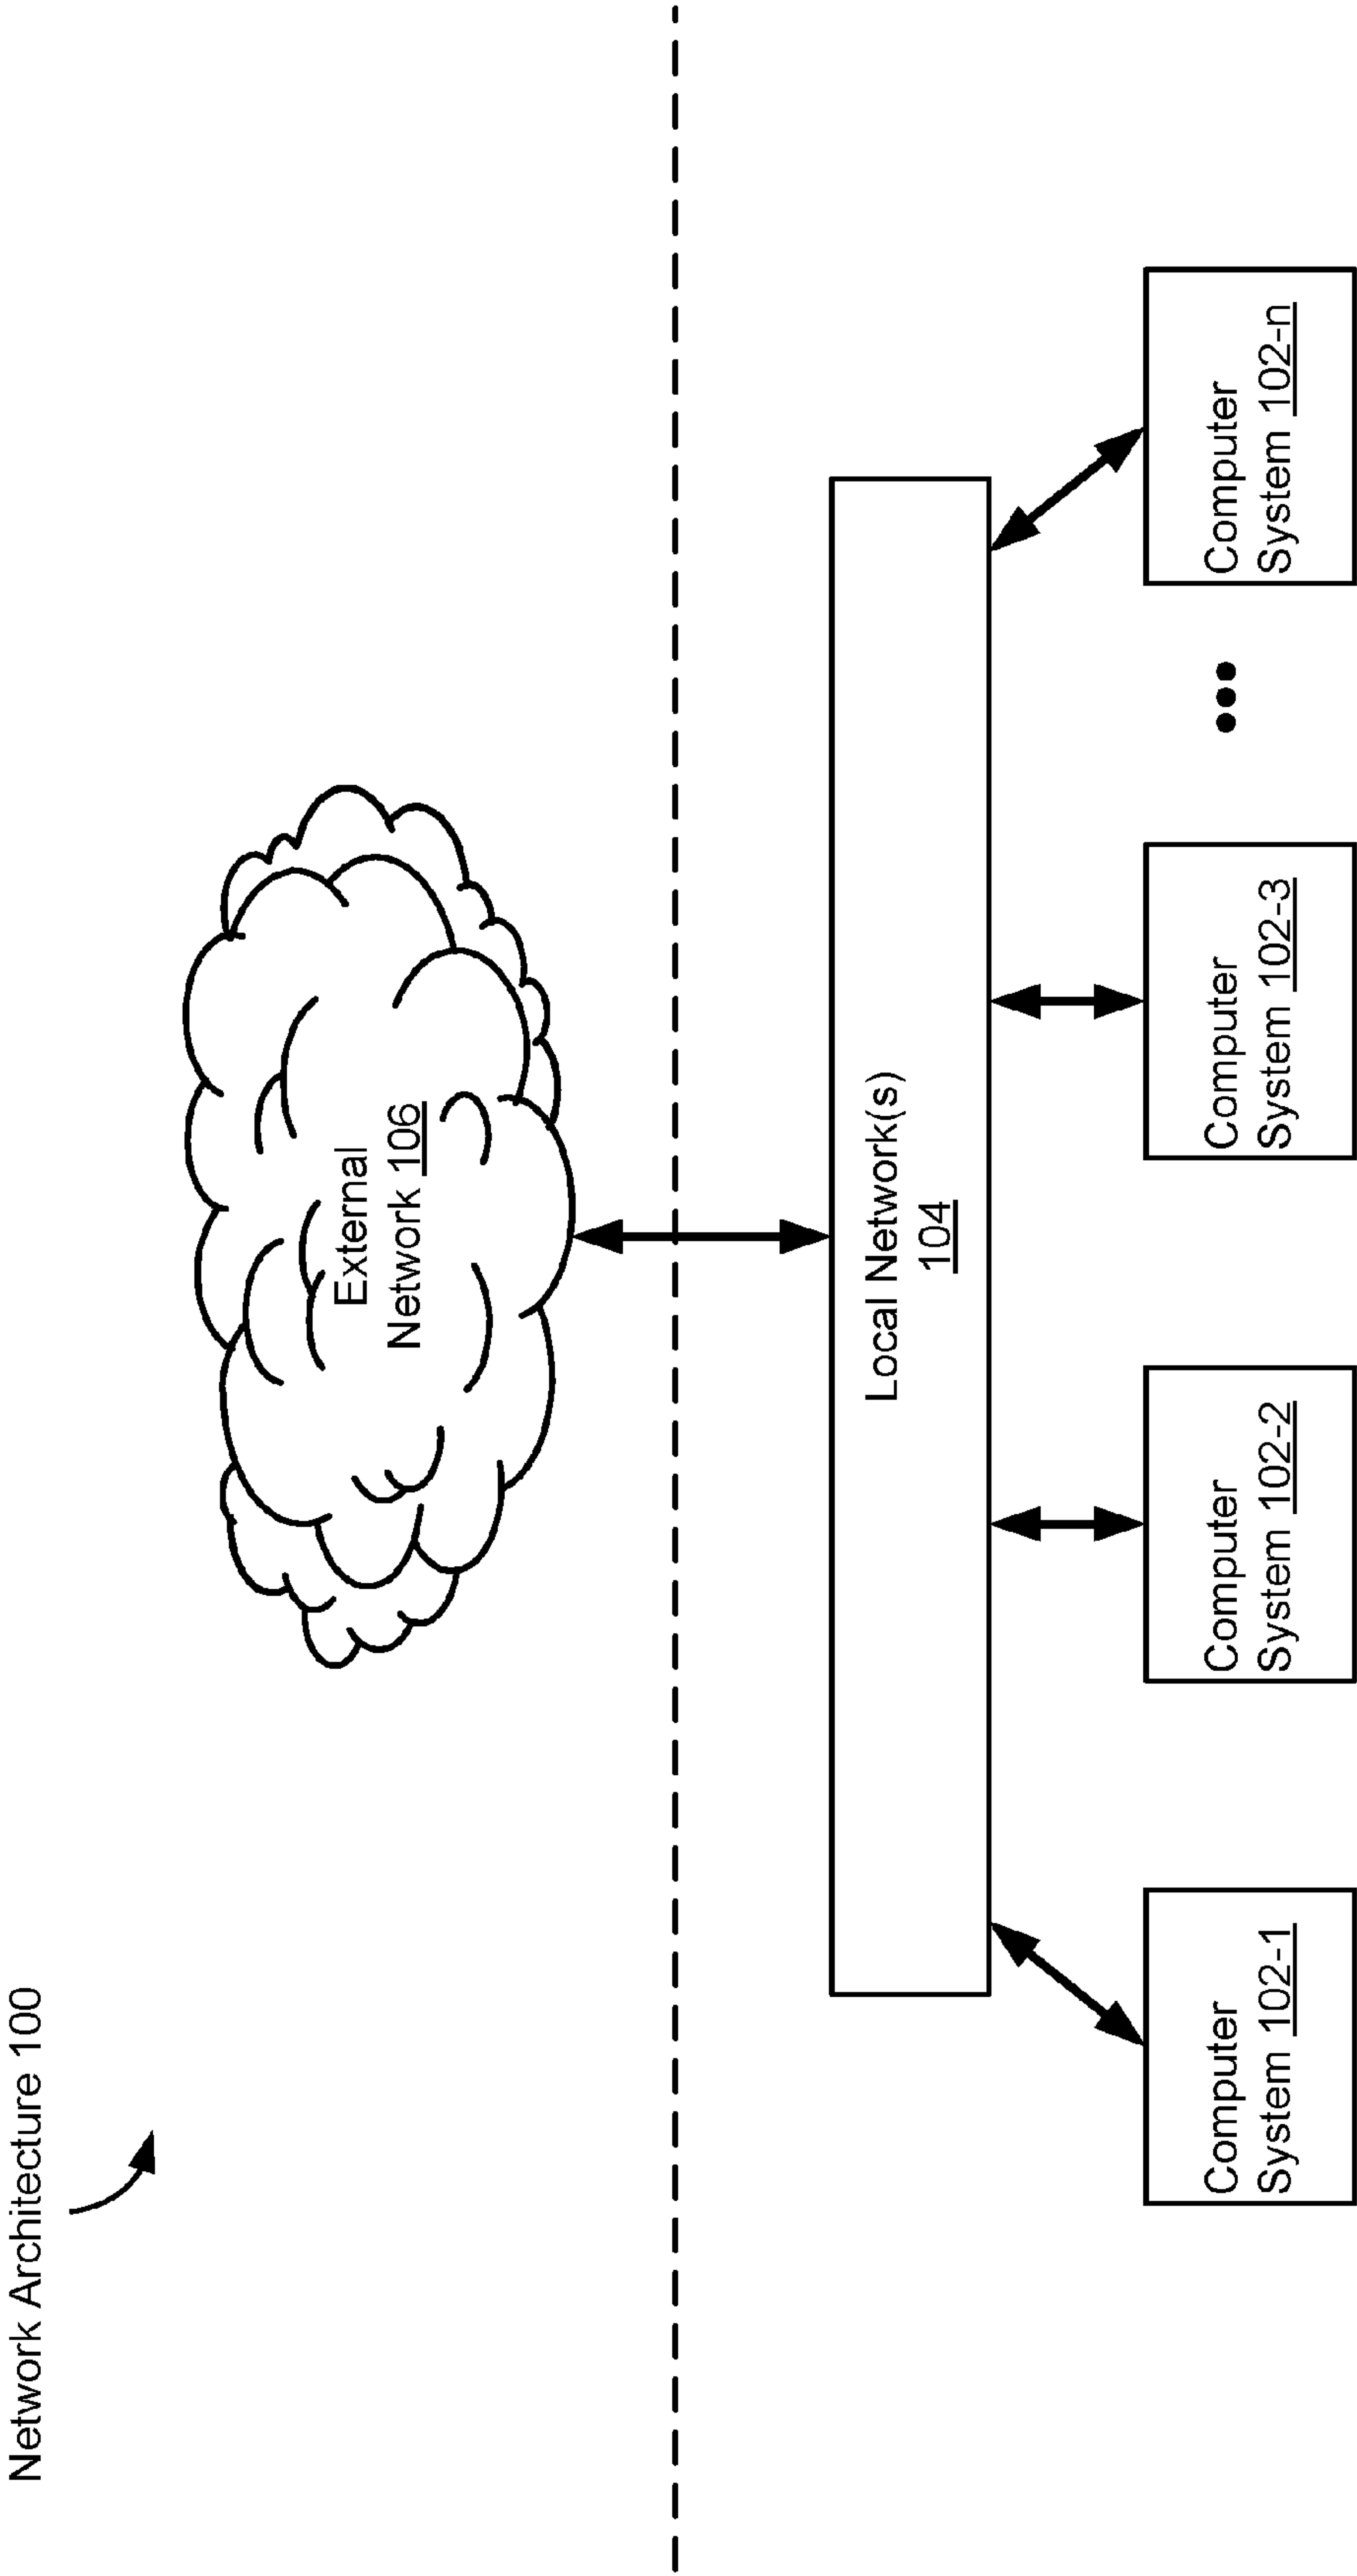 Network Architecture 100
External
Network 106
Local Network(s)
104
Computer
System 102-1
Computer
System 102-2
Computer
System 102-3
Computer
System 102-n